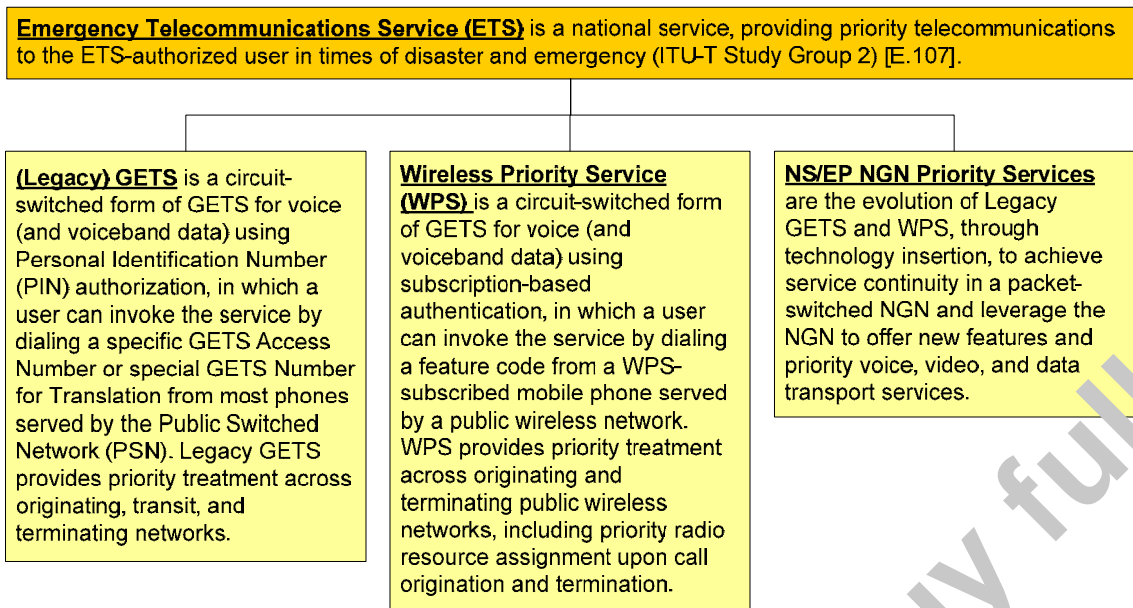 Emergency Telecommunications Service (ETS) is a national service, providing priority telecommunications
to the ETS-authorized user in times of disaster and emergency (ITU-T Study Group 2) [E.107].
(Legacy) GETS is a circuit-
switched form of GETS for voice
(and voiceband data) using
Personal Identification Number
(PIN) authorization, in which a
user can invoke the service by
dialing a specific GETS Access
Number or special GETS Number
for Translation from most phones
served by the Public Switched
Network (PSN). Legacy GETS
provides priority treatment across
originating, transit, and
terminating networks.
Wireless Priority Service
(WPS) is a circuit-switched form
of GETS for voice (and
voiceband data) using
subscription-based
authentication, in which a user
can invoke the service by dialing
a feature code from a WPS-
subscribed mobile phone served
by a public wireless network.
WPS provides priority treatment
across originating and
terminating public wireless
networks, including priority radio
resource assignment upon call
origination and termination.
NS/EP NGN Priority Services
are the evolution of Legacy
GETS and WPS, through
technology insertion, to achieve
service continuity in a packet-
switched NGN and leverage the
NGN to offer new features and
priority voice, video, and data
transport services.